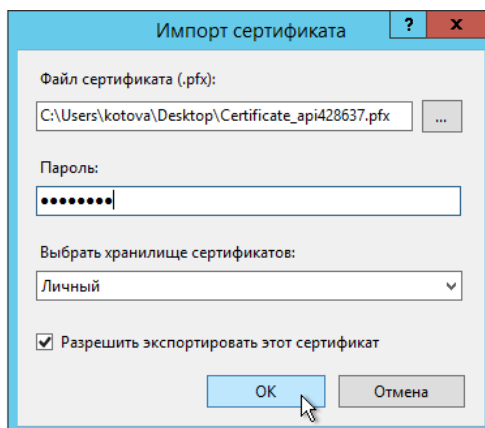 Импорт сертификата
?
x
Файл сертификата (.pfx):
C:\Users\kotova\Desktop\Certificate_api428637.pfx
...
Пароль:
●●●●●●●●
Выбрать хранилище сертификатов:
Личный
Разрешить экспортировать этот сертификат
OK
Отмена